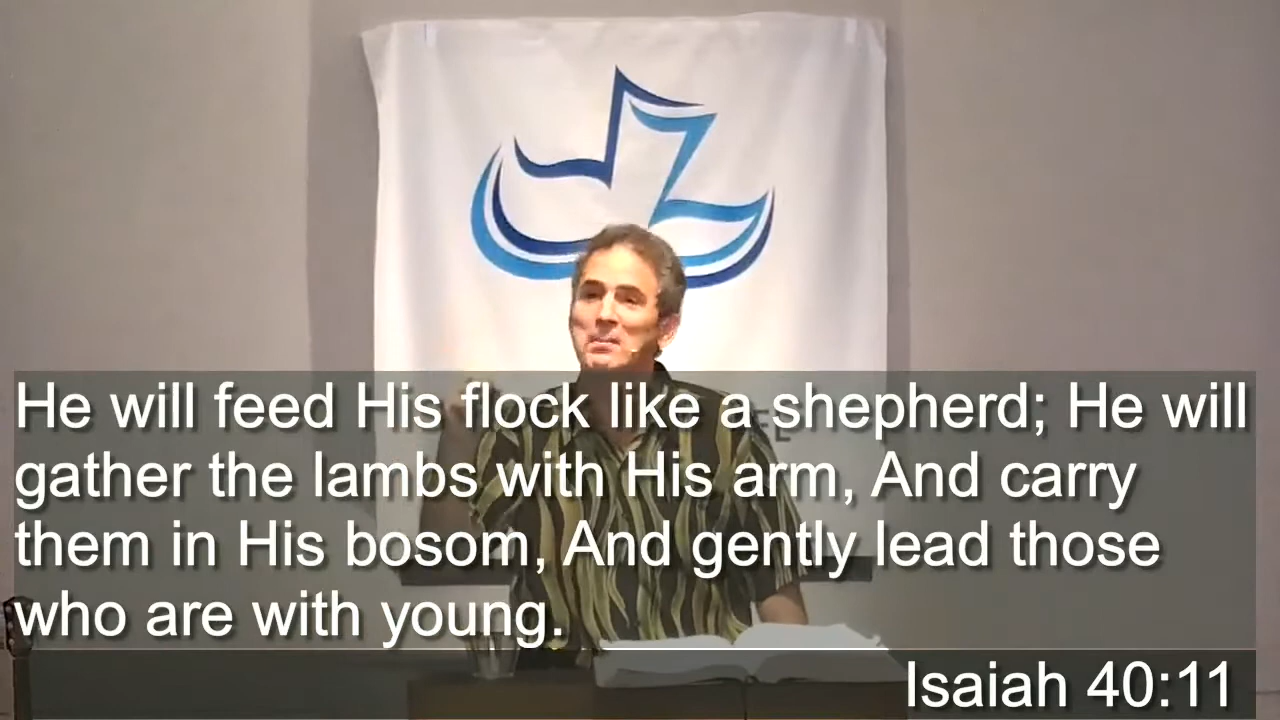 He will feed His flock like a shepherd; He will
gather the lambs with His arm, And carry
them in His bosom, And gently lead those
who are with young.
Isaiah 40:11